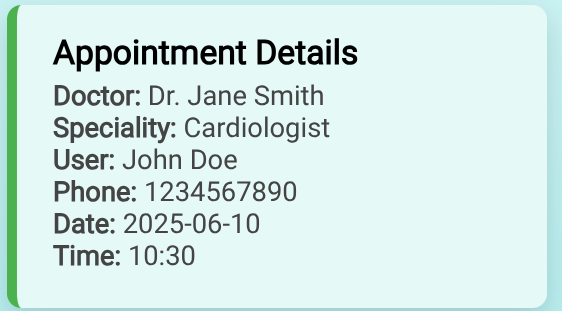 Appointment Details
Doctor: Dr. Jane Smith
Speciality: Cardiologist
User: John Doe
Phone: 1234567890
Date: 2025-06-10
Time: 10:30